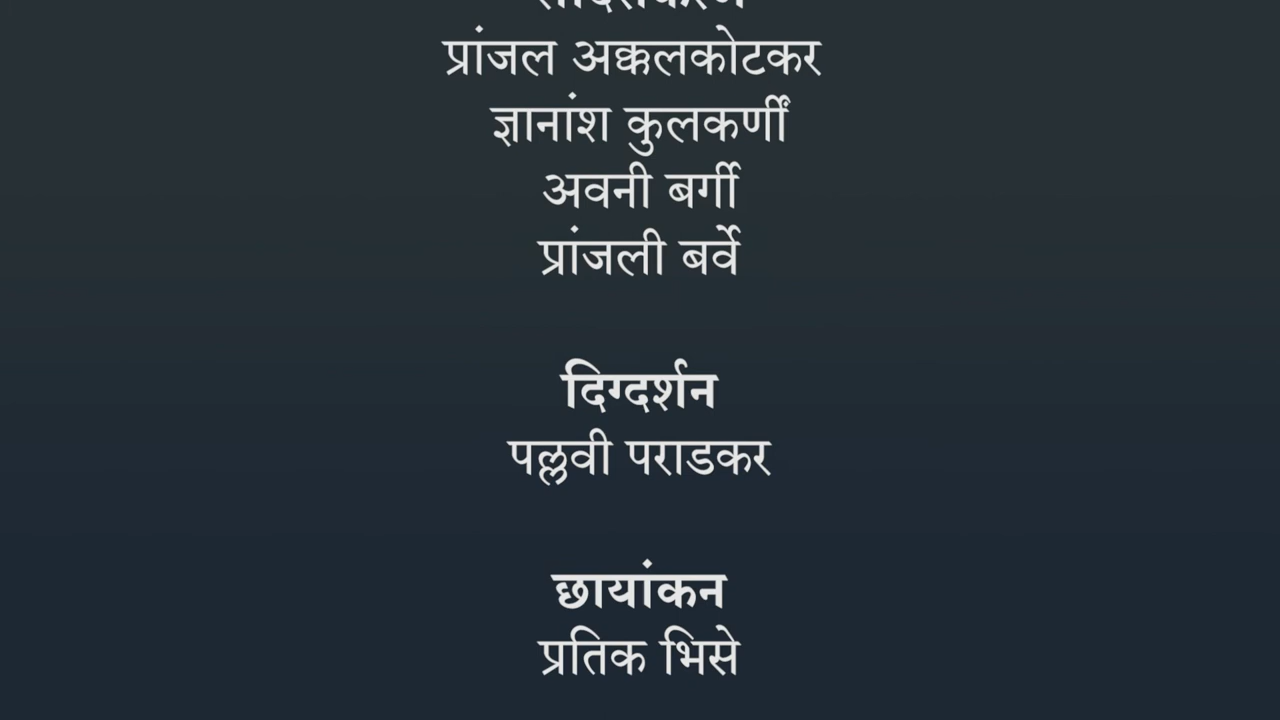 प्रांजल अक्कलकोटकर
ज्ञानांश कुलकर्णीं
अवनी बर्गी
प्रांजली बर्वे
दिग्दर्शन
पल्लवी पराडकर
छायांकन
प्रतिक भिसे